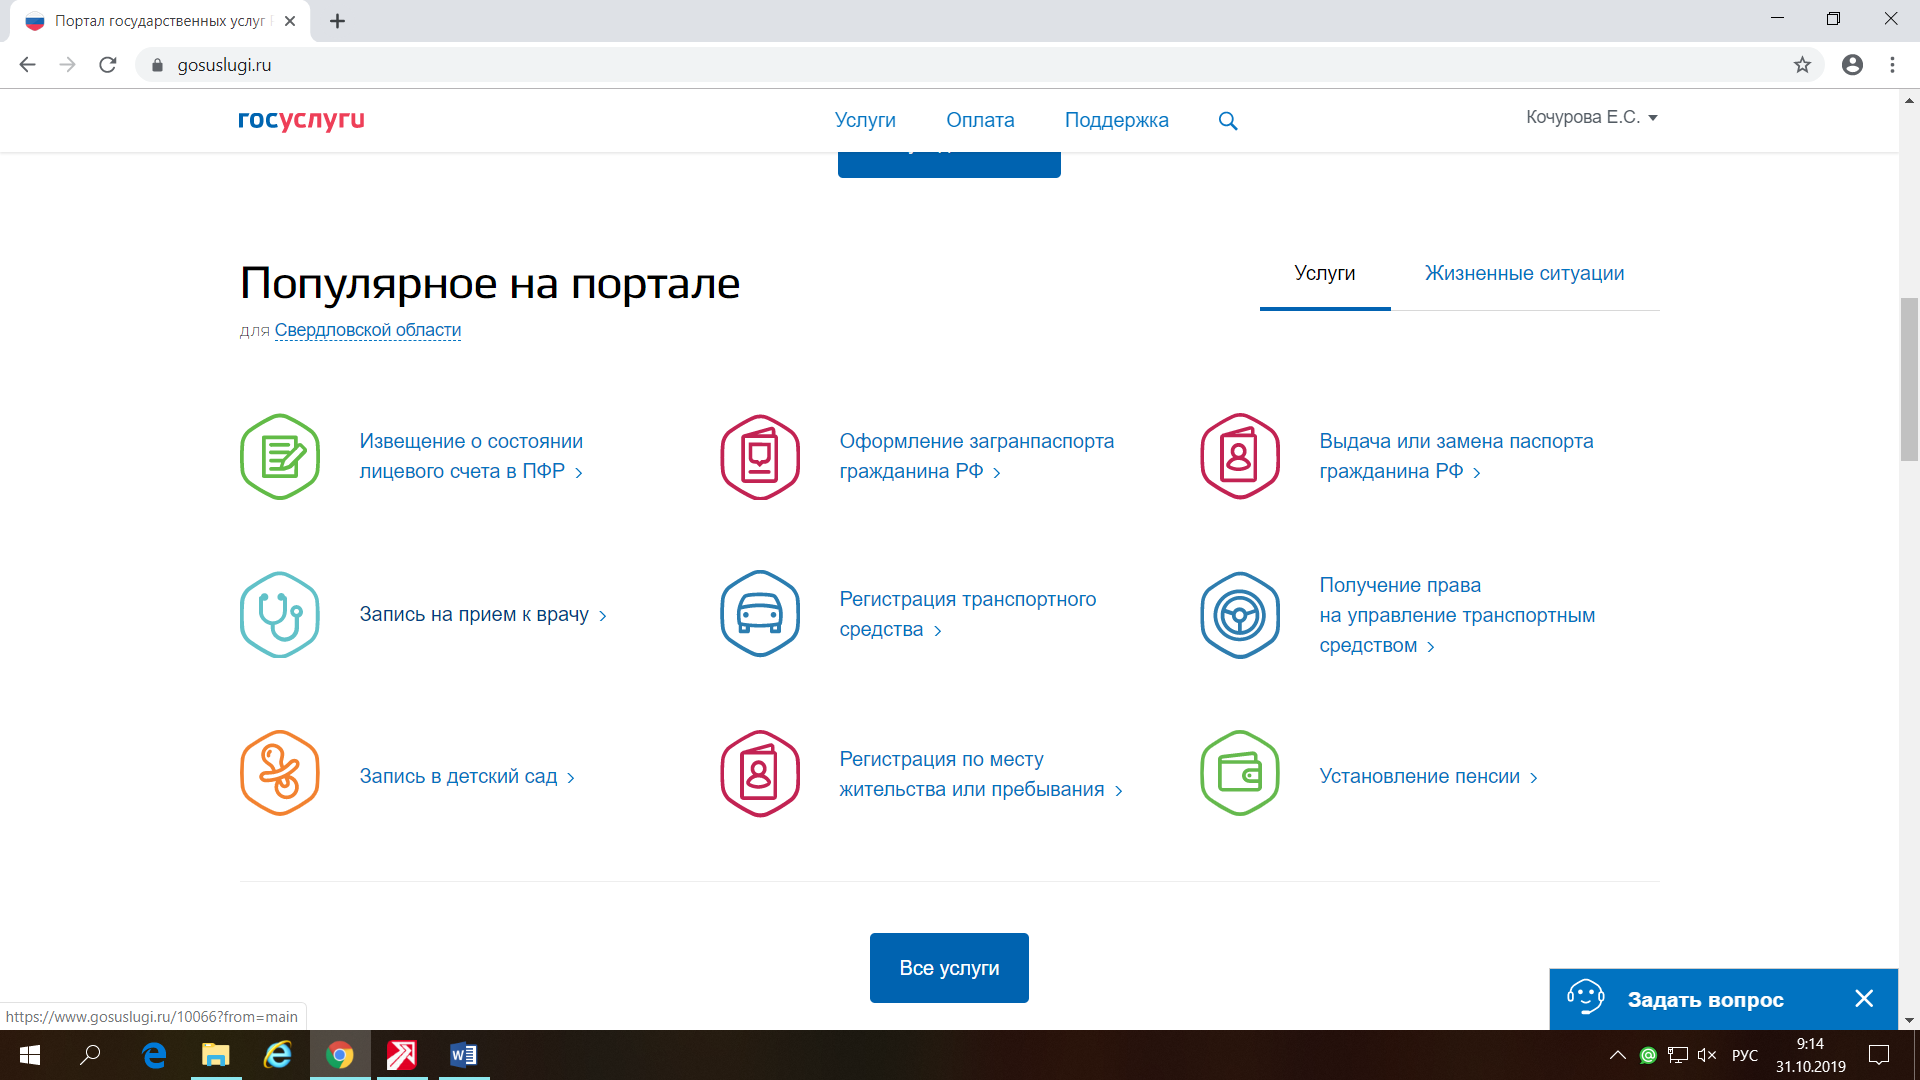 Портал государственных услуг
gosuslugi.ru
госуслуги
Услуги
Оплата
Поддержка
Кочурова Е.С.
Популярное на портале
для Свердловской области
Услуги
Жизненные ситуации
Извещение о состоянии
лицевого счета в ПФР
Оформление загранпаспорта
гражданина РФ
Выдача или замена паспорта
гражданина РФ
Запись на прием к врачу
Регистрация транспортного
средства
Получение права
на управление транспортным
средством
Запись в детский сад
Регистрация по месту
жительства или пребывания
Установление пенсии
Все услуги
Задать вопрос
https://www.gosuslugi.ru/10066?from=main
РУС
9:14
31.10.2019